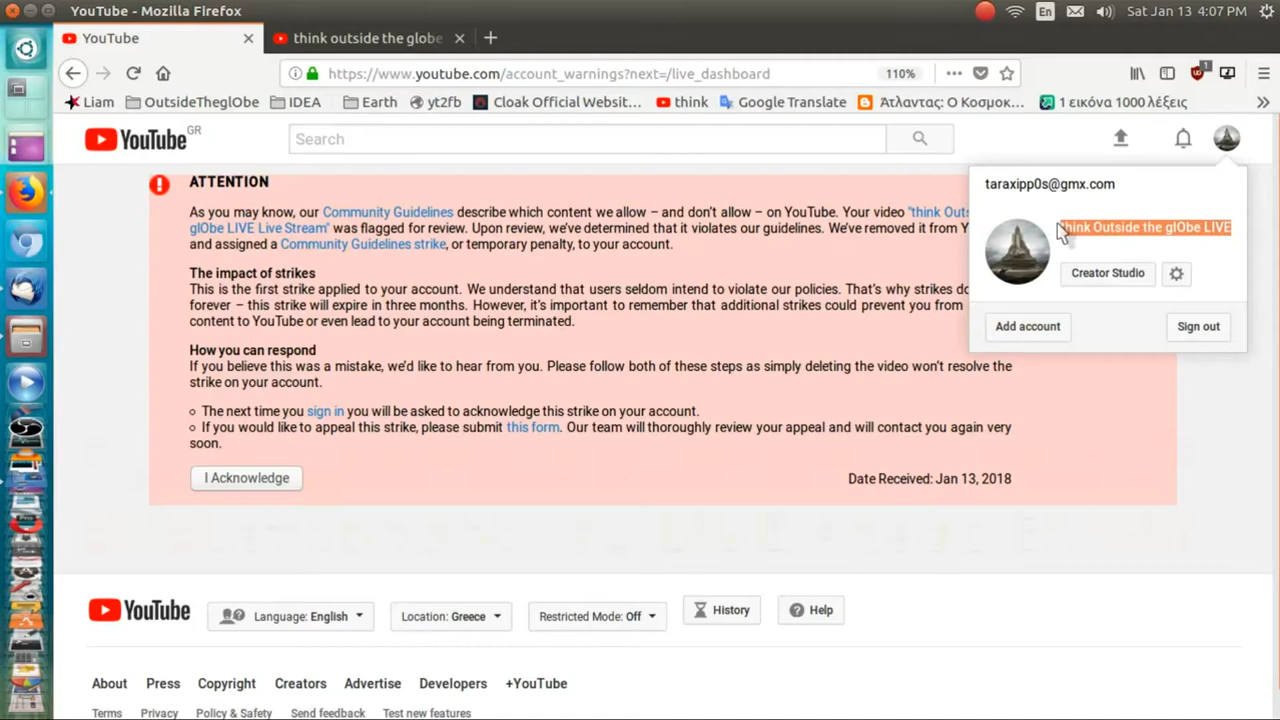 YouTube - Mozilla Firefox
En
Sat Jan 13 4:07 PM
YouTube
think outside the globe
https://www.youtube.com/account_warnings?next=/live_dashboard
110%
1
Liam
OutsideTheglObe
IDEA
Earth
yt2fb
Cloak Official Websit...
think
Google Translate
Άτλαντας: Ο Κοσμοκ...
1 εικόνα 1000 λέξεις
YouTube GR
Search
taraxipp0s@gmx.com
think Outside the glObe LIVE
Creator Studio
Add account
Sign out
ATTENTION
As you may know, our Community Guidelines describe which content we allow – and don't allow – on YouTube. Your video "think Outs
glObe LIVE Live Stream" was flagged for review. Upon review, we've determined that it violates our guidelines. We've removed it from Y
and assigned a Community Guidelines strike, or temporary penalty, to your account.
The impact of strikes
This is the first strike applied to your account. We understand that users seldom intend to violate our policies. That's why strikes do
forever – this strike will expire in three months. However, it's important to remember that additional strikes could prevent you from
content to YouTube or even lead to your account being terminated.
How you can respond
If you believe this was a mistake, we'd like to hear from you. Please follow both of these steps as simply deleting the video won't resolve the
strike on your account.
The next time you sign in you will be asked to acknowledge this strike on your account.
If you would like to appeal this strike, please submit this form. Our team will thoroughly review your appeal and will contact you again very
soon.
I Acknowledge
Date Received: Jan 13, 2018
YouTube
Language: English
Location: Greece
Restricted Mode: Off
History
Help
About
Press
Copyright
Creators
Advertise
Developers
+YouTube
Terms
Privacy
Policy & Safety
Send feedback
Test new features